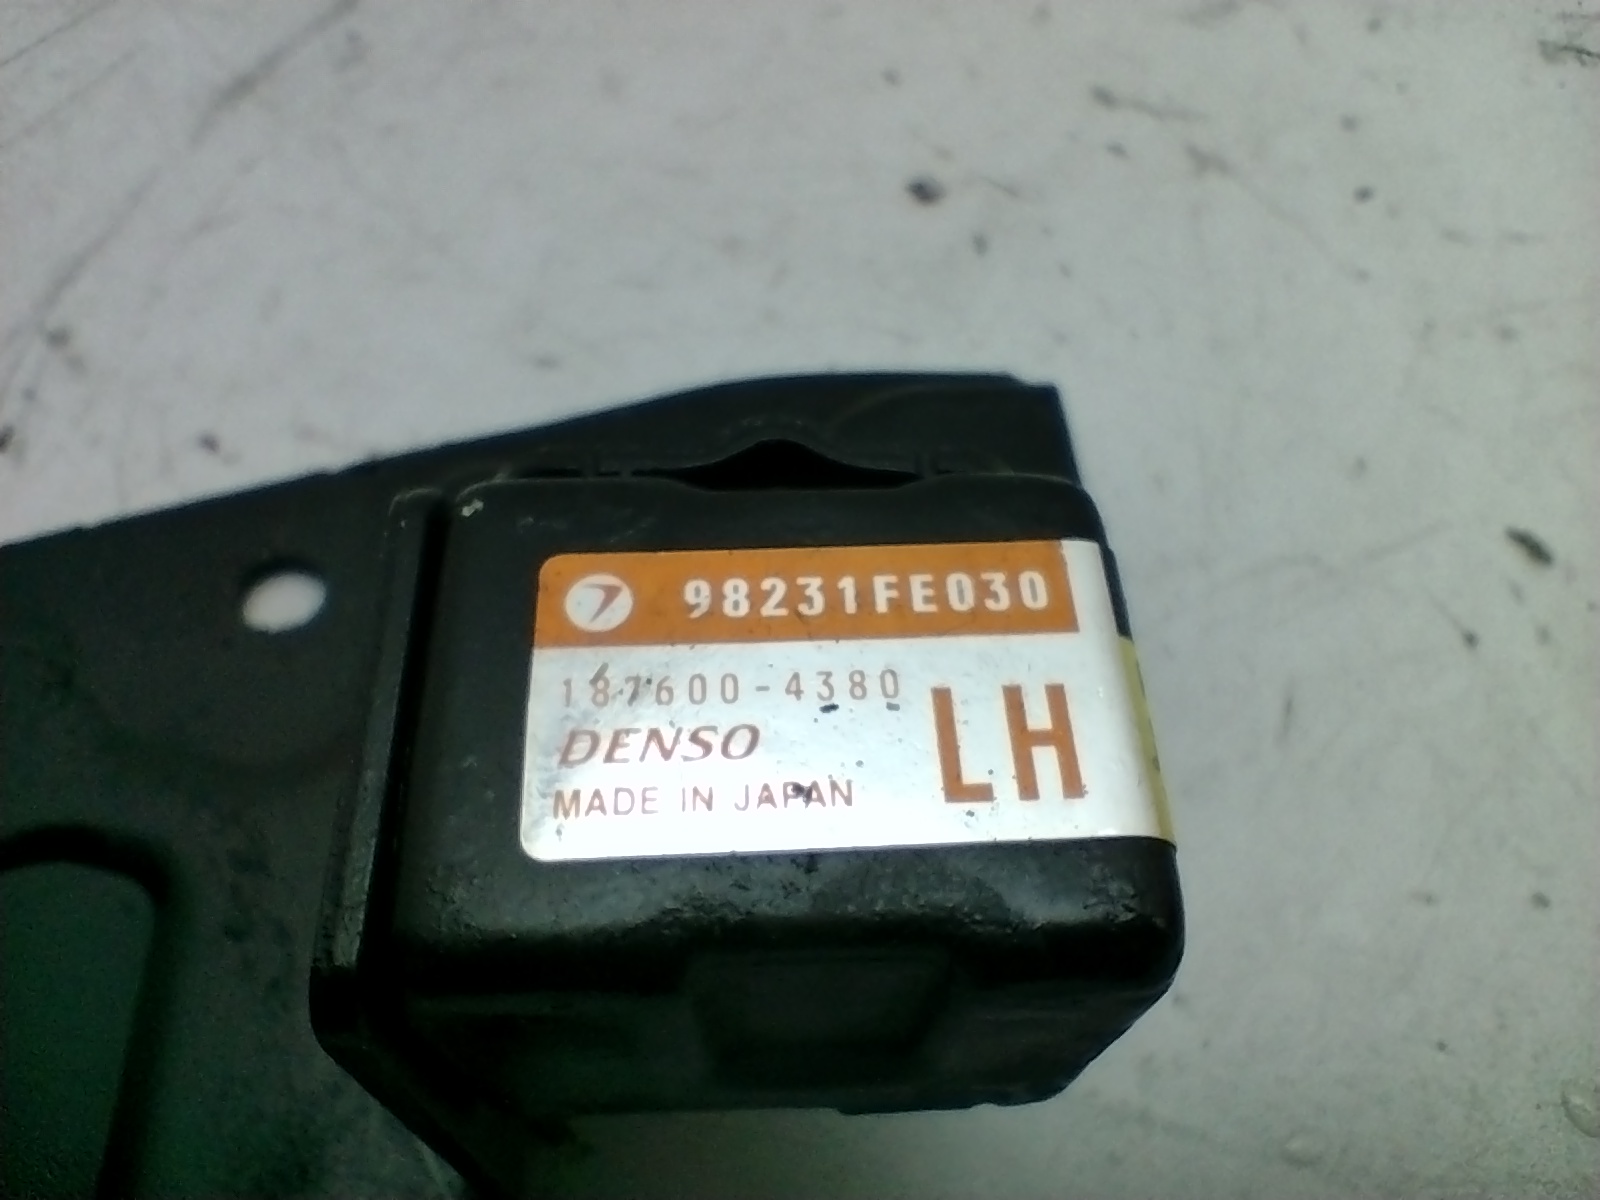 98231FE030
187600-4380
DENSO
LH
MADE IN JAPAN